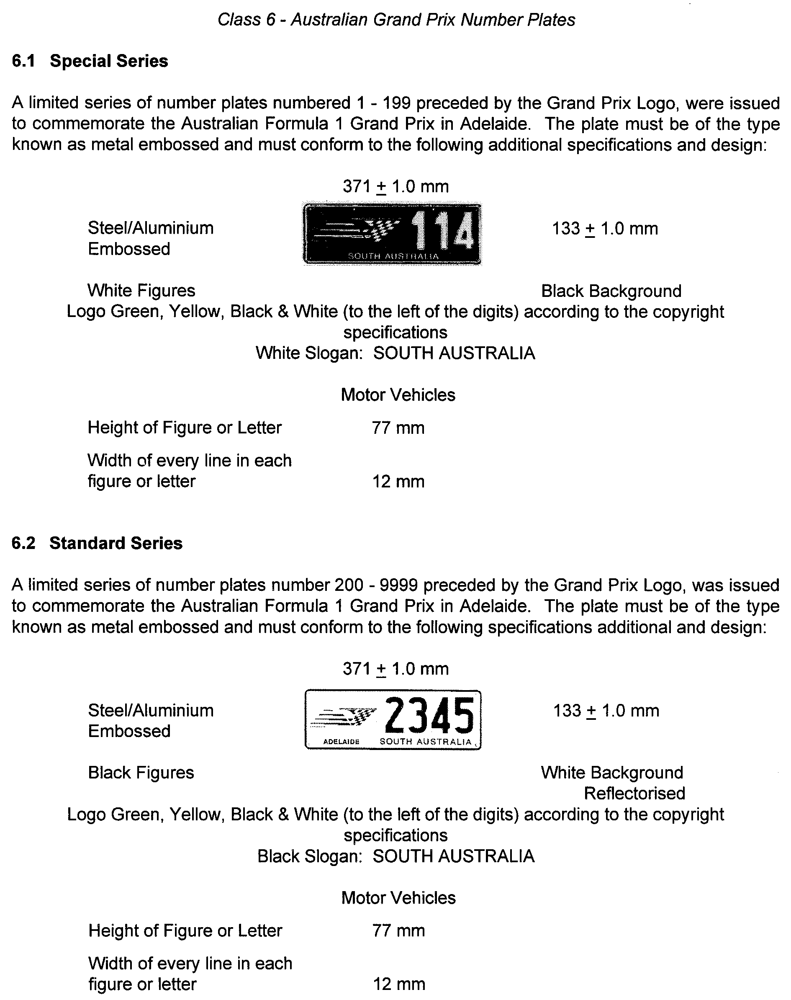 Class 6 - Australian Grand Prix Number Plates
6.1 Special Series
A limited series of number plates numbered 1 - 199 preceded by the Grand Prix Logo, were issued
to commemorate the Australian Formula 1 Grand Prix in Adelaide. The plate must be of the type
known as metal embossed and must conform to the following additional specifications and design:
371 ± 1.0 mm
Steel/Aluminium
Embossed
114
SOUTH AUSTRALIA
133 ± 1.0 mm
White Figures Black Background
Logo Green, Yellow, Black & White (to the left of the digits) according to the copyright
specifications
White Slogan: SOUTH AUSTRALIA
Motor Vehicles
Height of Figure or Letter 77 mm
Width of every line in each
figure or letter 12 mm
6.2 Standard Series
A limited series of number plates number 200 - 9999 preceded by the Grand Prix Logo, was issued
to commemorate the Australian Formula 1 Grand Prix in Adelaide. The plate must be of the type
known as metal embossed and must conform to the following specifications additional and design:
371 ± 1.0 mm
Steel/Aluminium
Embossed
2345
ADELAIDE SOUTH AUSTRALIA
133 ± 1.0 mm
Black Figures White Background
Reflectorised
Logo Green, Yellow, Black & White (to the left of the digits) according to the copyright
specifications
Black Slogan: SOUTH AUSTRALIA
Motor Vehicles
Height of Figure or Letter 77 mm
Width of every line in each
figure or letter 12 mm